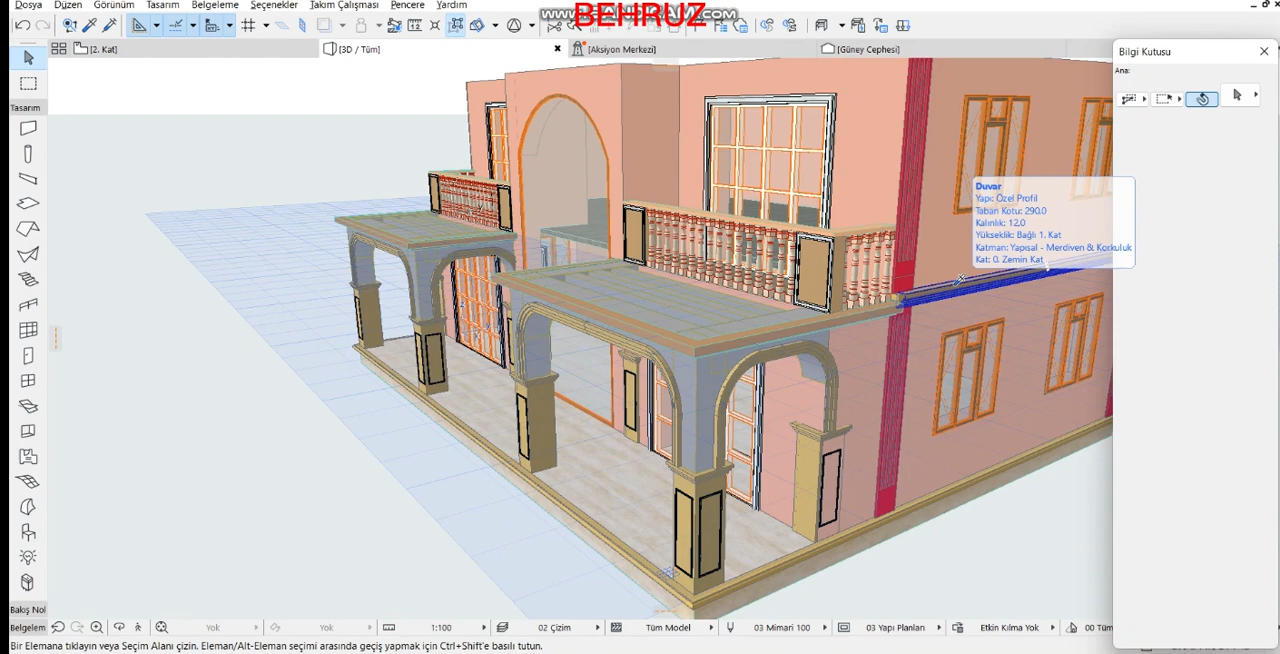 Dosya Düzen Görünüm Tasarım Seçenekler Belgeleme Takım Çalışması Pencere Yardım
BEHRUZ
[2. Kat] [3D / Tüm] [Aksiyon Merkezi] [Güney Cephesi]
Bilgi Kutusu
Ana:
Tasarım
Duvar
Yapı: Özel Profil
Taban Kotu: 290,0
Kalınlık: 12,0
Yükseklik: Bağlı 1. Kat
Katman: Yapısal - Merdiven & Korkuluk
Kat: 0. Zemin Kat
Bakış Nol
Belgelem Yok Yok 1:100 02 Çizim Tüm Model 03 Mimari 100 03 Yapı Planları Etkin Kılma Yok 00 Tüm
Bir Elemana tıklayın veya Seçim Alanı çizin. Eleman/Alt-Eleman seçimi arasında geçiş yapmak için Ctrl+Shift'e basılı tutun.